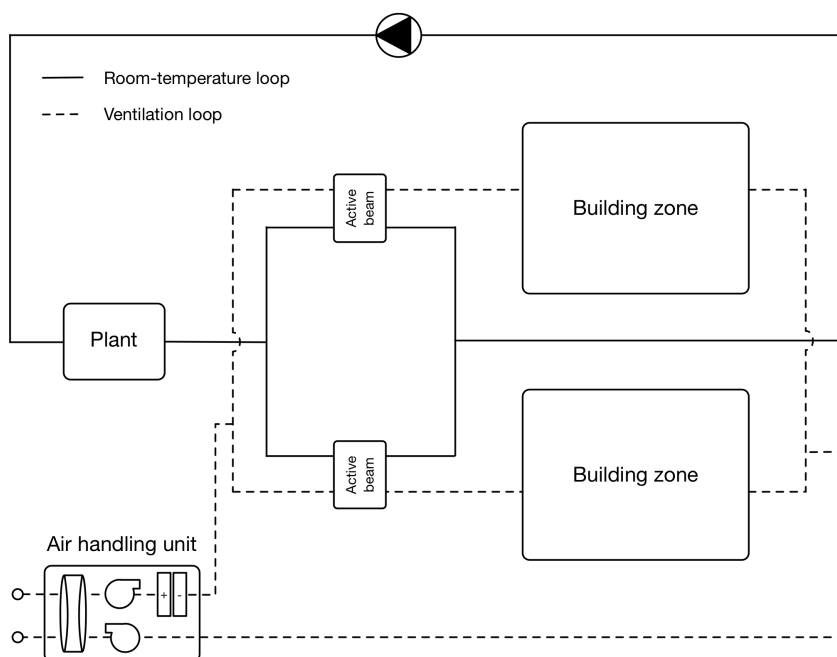 Room-temperature loop
Ventilation loop
Active
beam
Building zone
Plant
Active
beam
Building zone
Air handling unit
+ -